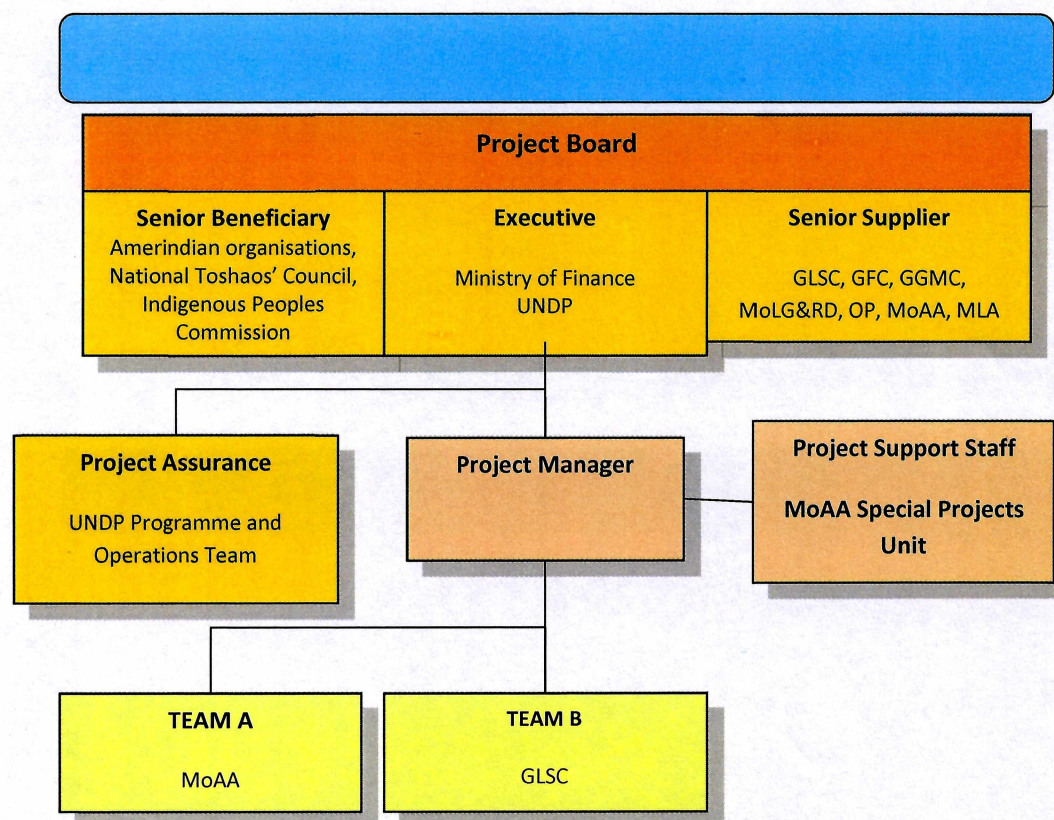 Project Board
Senior Beneficiary
Amerindian organisations,
National Toshaos’ Council,
Indigenous Peoples
Commission
Executive
Ministry of Finance
UNDP
Senior Supplier
GLSC, GFC, GGMC,
MoLG&RD, OP, MoAA, MLA
Project Assurance
UNDP Programme and
Operations Team
Project Manager
Project Support Staff
MoAA Special Projects
Unit
TEAM A
MoAA
TEAM B
GLSC